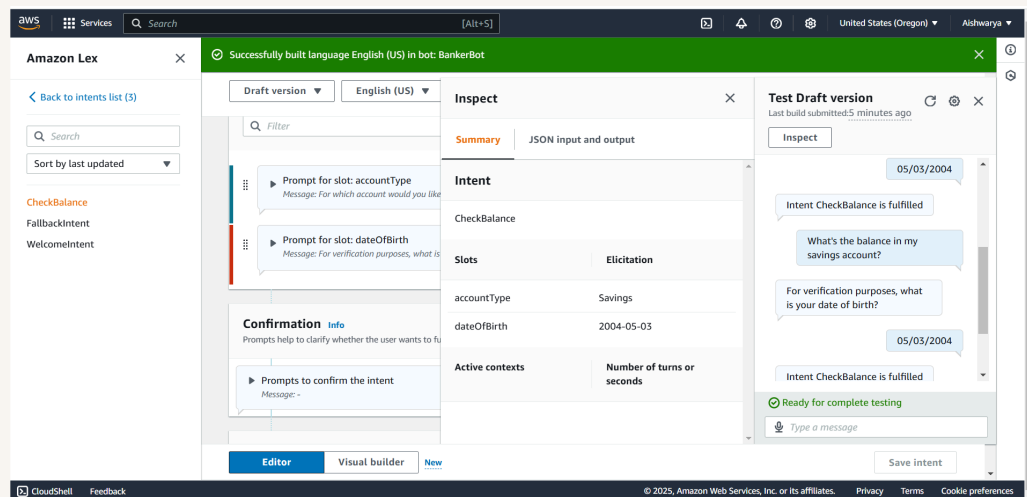 aws
Services
Search
[Alt+S]
United States (Oregon) ▼
Aishwarya ▼
Amazon Lex
Successfully built language English (US) in bot: BankerBot
Back to intents list (3)
Search
Sort by last updated
CheckBalance
FallbackIntent
WelcomeIntent
Draft version ▼
English (US) ▼
Filter
Prompt for slot: accountType
Message: For which account would you like
Prompt for slot: dateOfBirth
Message: For verification purposes, what is
Confirmation Info
Prompts help to clarify whether the user wants to fu
Prompts to confirm the intent
Message: -
Editor
Visual builder
New
Save intent
Inspect
Summary
JSON input and output
Intent
CheckBalance
Slots
Elicitation
accountType
Savings
dateOfBirth
2004-05-03
Active contexts
Number of turns or
seconds
Test Draft version
Last build submitted: 5 minutes ago
Inspect
05/03/2004
Intent CheckBalance is fulfilled
What's the balance in my
savings account?
For verification purposes, what
is your date of birth?
05/03/2004
Intent CheckBalance is fulfilled
Ready for complete testing
Type a message
CloudShell
Feedback
© 2025, Amazon Web Services, Inc. or its affiliates.
Privacy
Terms
Cookie preferences